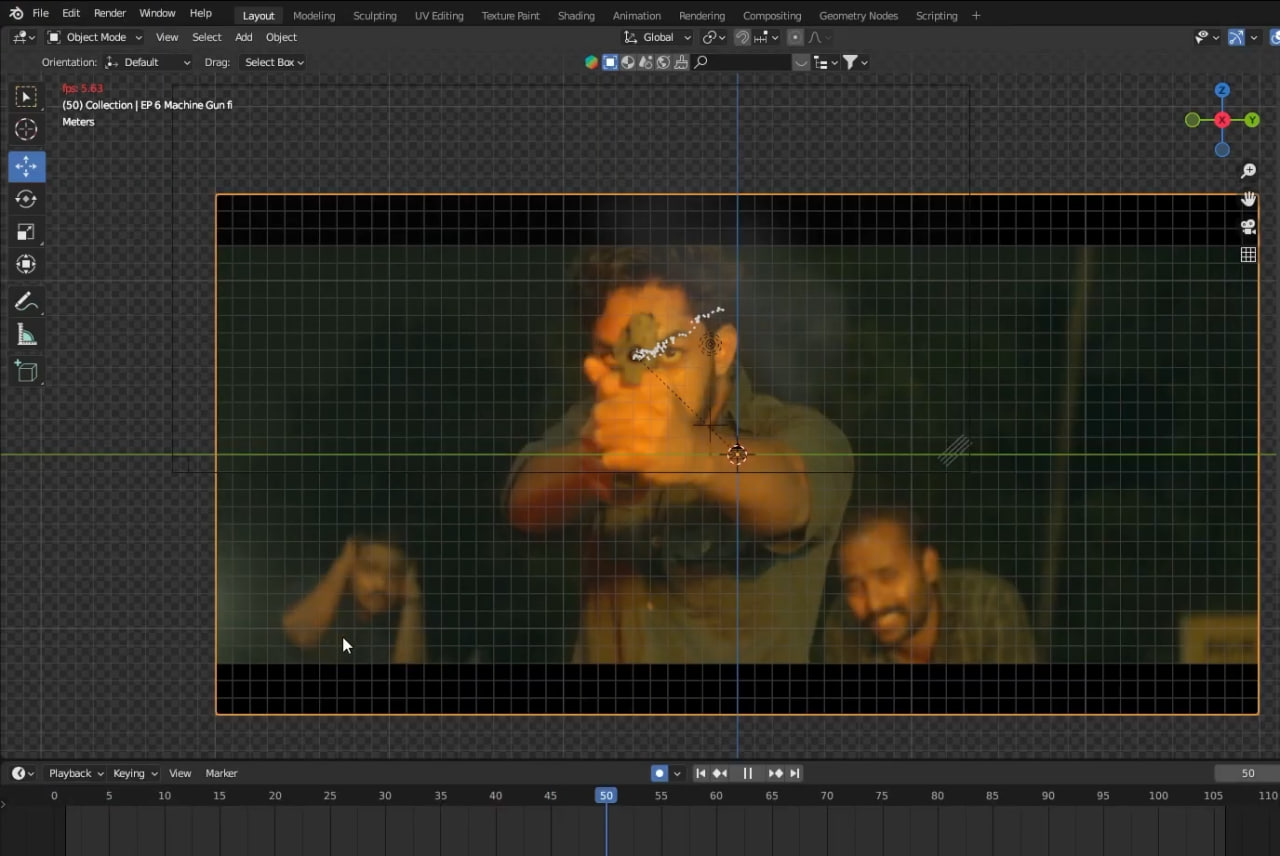 File Edit Render Window Help Layout Modeling Sculpting UV Editing Texture Paint Shading Animation Rendering Compositing Geometry Nodes Scripting +
Object Mode View Select Add Object Global
Orientation: Default Drag: Select Box
fps: 5.63
(50) Collection | EP 6 Machine Gun fi
Meters
Z
X
Y
Playback Keying View Marker 50
0 5 10 15 20 25 30 35 40 45 50 55 60 65 70 75 80 85 90 95 100 105 110